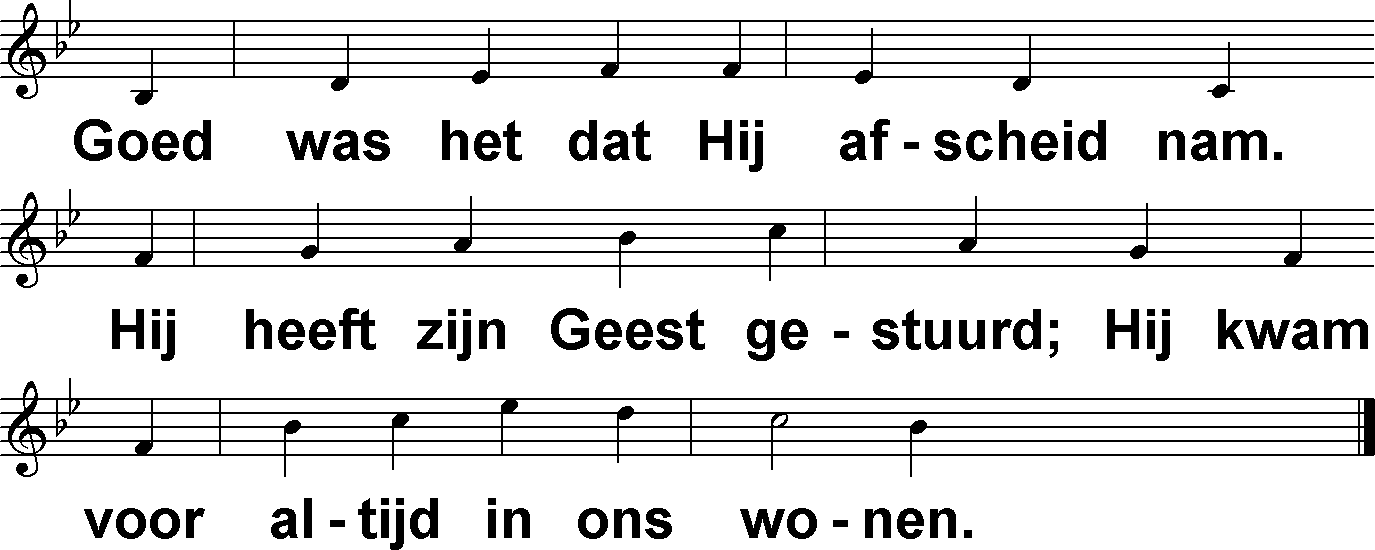 Goed was het dat Hij af - scheid nam.
Hij heeft zijn Geest ge - stuurd; Hij kwam
voor al - tijd in ons wo - nen.